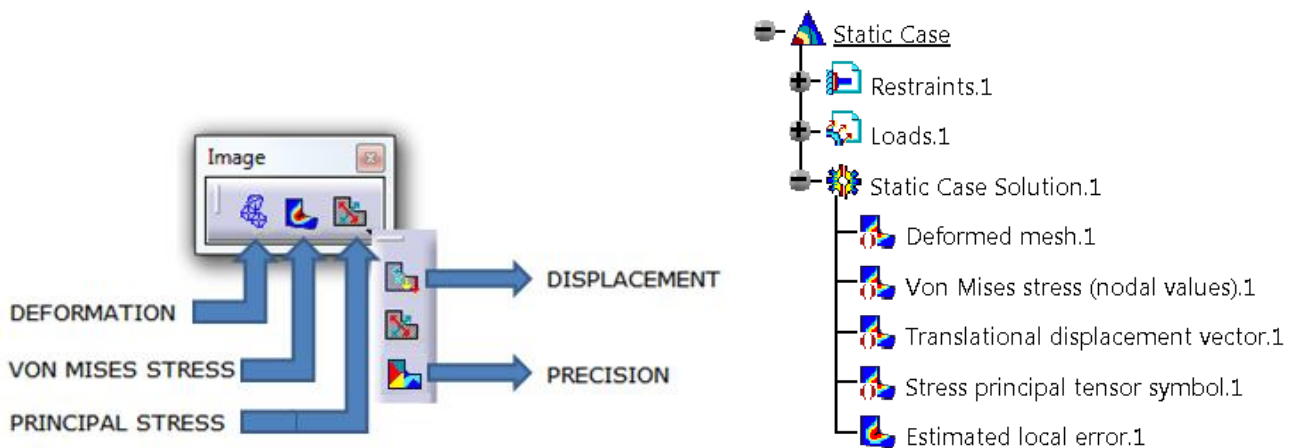 Image
DISPLACEMENT
DEFORMATION
VON MISES STRESS
PRECISION
PRINCIPAL STRESS
Static Case
Restraints.1
Loads.1
Static Case Solution.1
Deformed mesh.1
Von Mises stress (nodal values).1
Translational displacement vector.1
Stress principal tensor symbol.1
Estimated local error.1